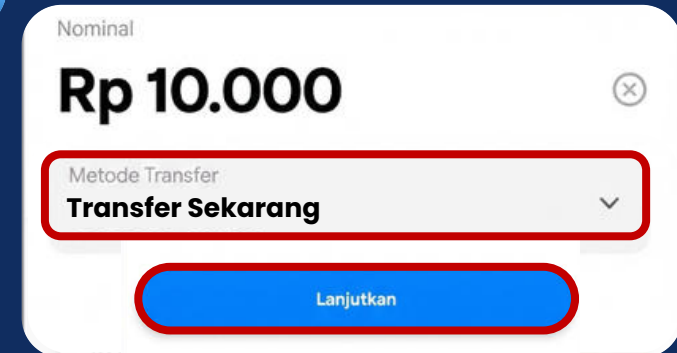 Nominal
Rp 10.000
Metode Transfer
Transfer Sekarang
Lanjutkan